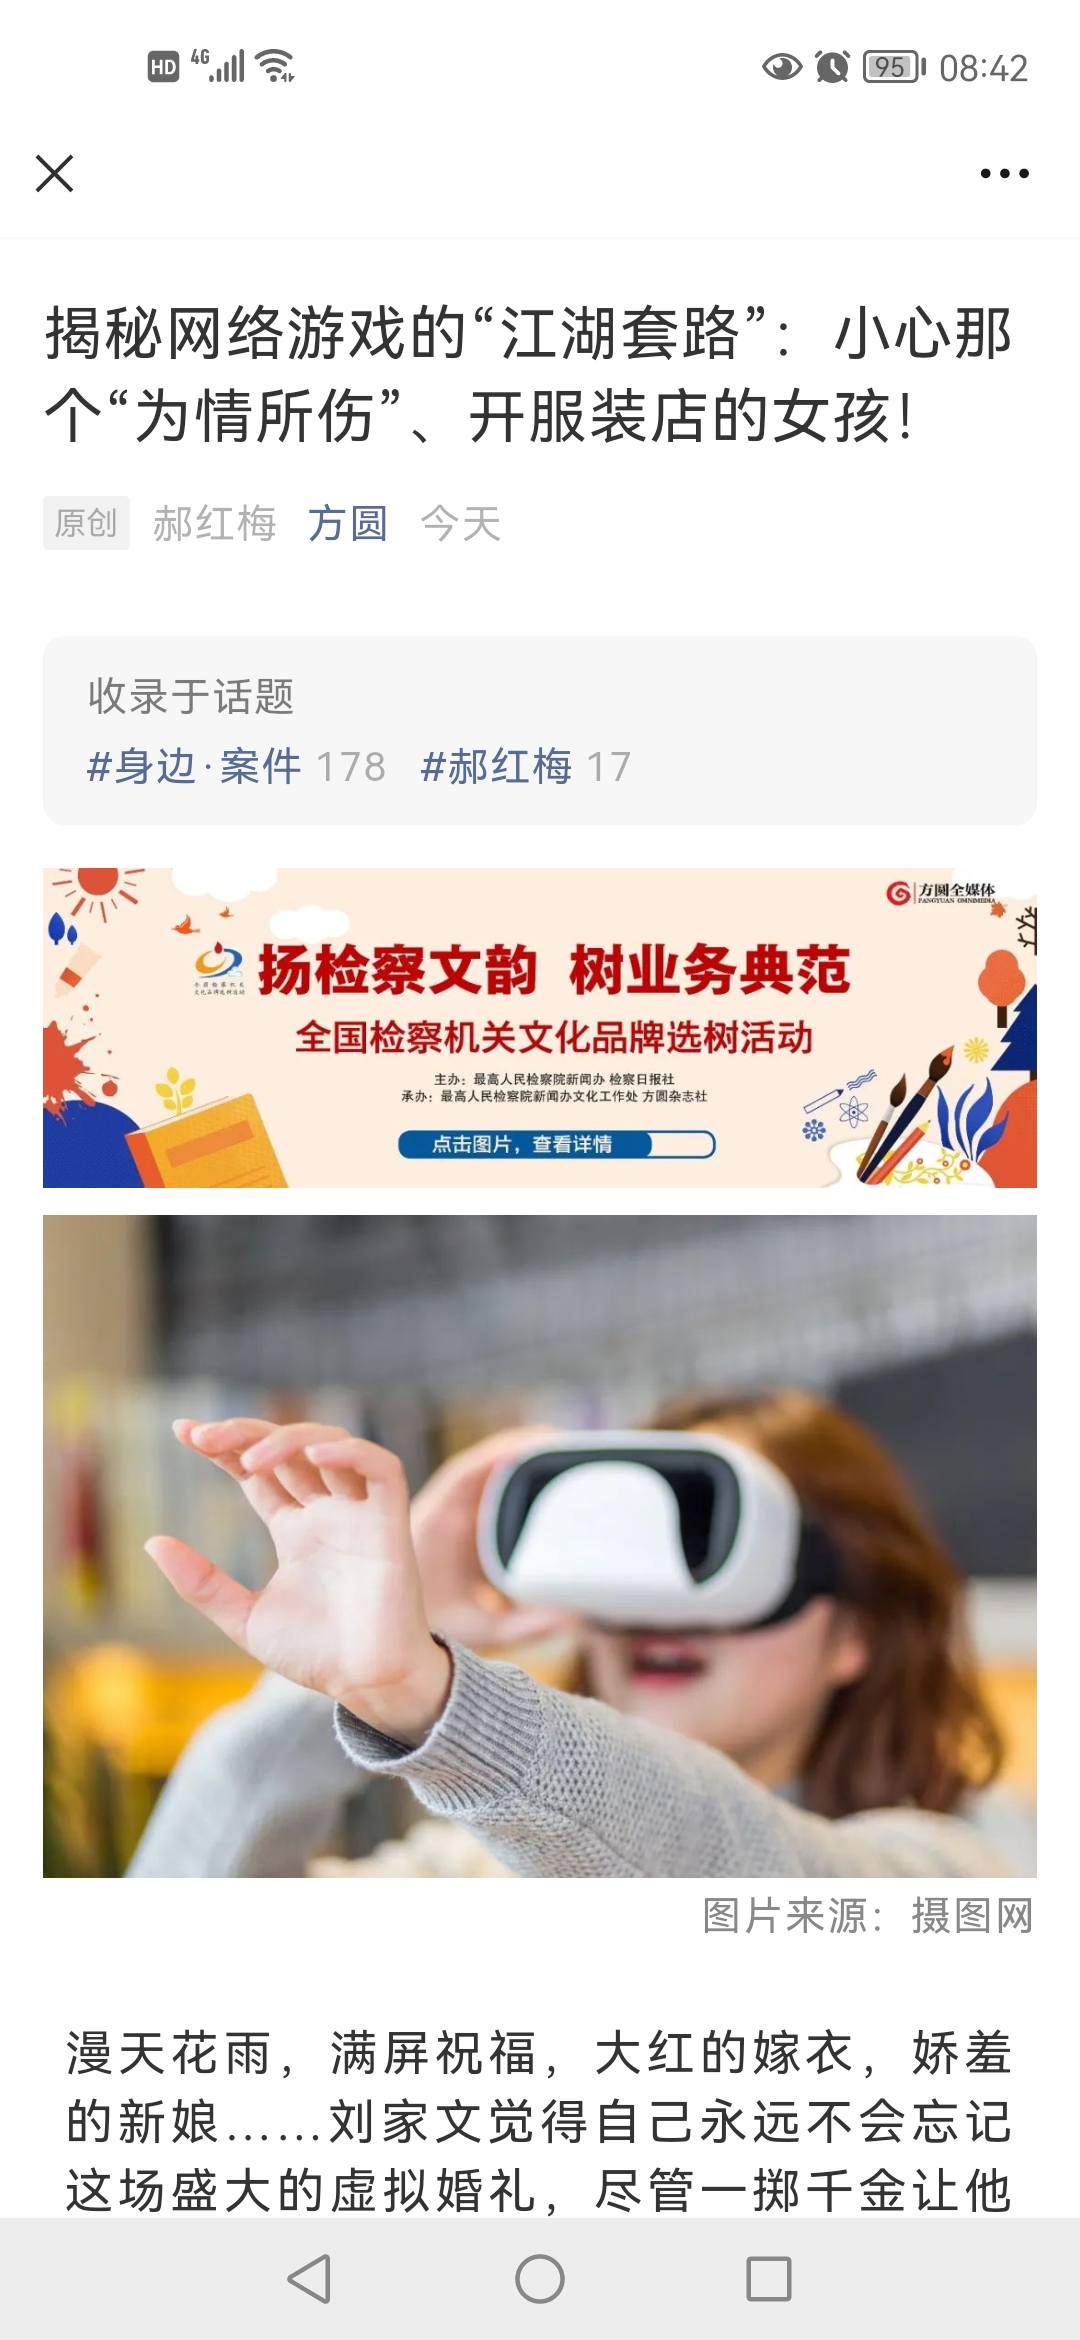 HD 4G 95 08:42
揭秘网络游戏的“江湖套路”：小心那
个“为情所伤”、开服装店的女孩！
原创 郝红梅 方圆 今天
收录于话题
#身边·案件 178 #郝红梅 17
方圆全媒体
FANGYUAN OMNIMEDIA
扬检察文韵 树业务典范
全国检察机关文化品牌选树活动
主办：最高人民检察院新闻办 检察日报社
承办：最高人民检察院新闻办文化工作处 方圆杂志社
点击图片，查看详情
图片来源：摄图网
漫天花雨，满屏祝福，大红的嫁衣，娇羞
的新娘……刘家文觉得自己永远不会忘记
这场盛大的虚拟婚礼，尽管一掷千金让他